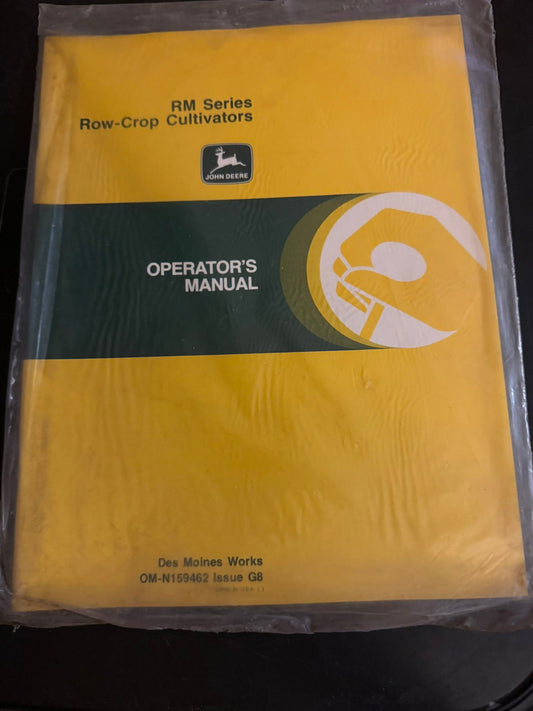 RM Series
Row-Crop Cultivators
JOHN DEERE
OPERATOR'S
MANUAL
Des Moines Works
OM-N159462 Issue G8